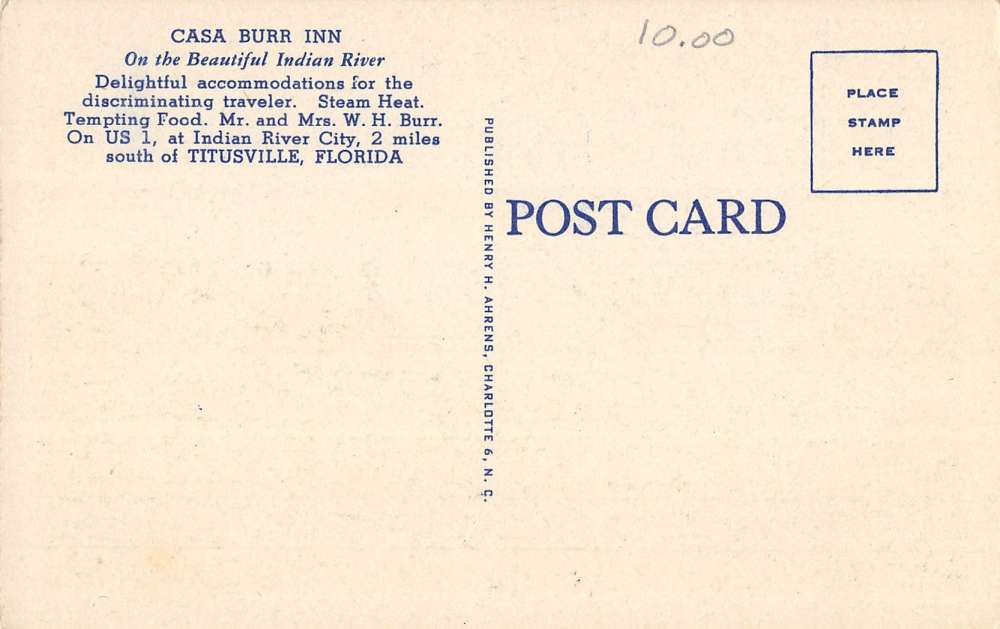 CASA BURR INN
On the Beautiful Indian River
Delightful accommodations for the
discriminating traveler. Steam Heat.
Tempting Food. Mr. and Mrs. W. H. Burr.
On US 1, at Indian River City, 2 miles
south of TITUSVILLE, FLORIDA
PUBLISHED BY HENRY H. AHRENS, CHARLOTTE 6, N. C.
10.00
POST CARD
PLACE
STAMP
HERE